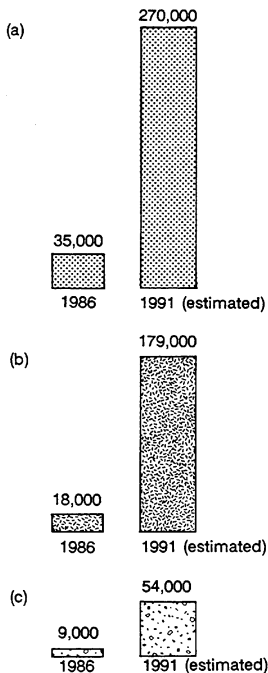 (a)
270,000
35,000
1986 1991 (estimated)
(b)
179,000
18,000
1986 1991 (estimated)
(c)
54,000
9,000
1986 1991 (estimated)